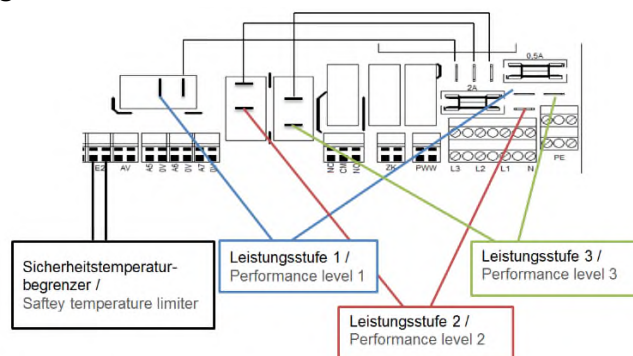 0,5A
2A
E2 AV A5 0V A6 0V A7 0V NC CM NO ZK PWW L3 L2 L1 N PE
Sicherheitstemperatur-
begrenzer /
Saftey temperature limiter
Leistungsstufe 1 /
Performance level 1
Leistungsstufe 3 /
Performance level 3
Leistungsstufe 2 /
Performance level 2